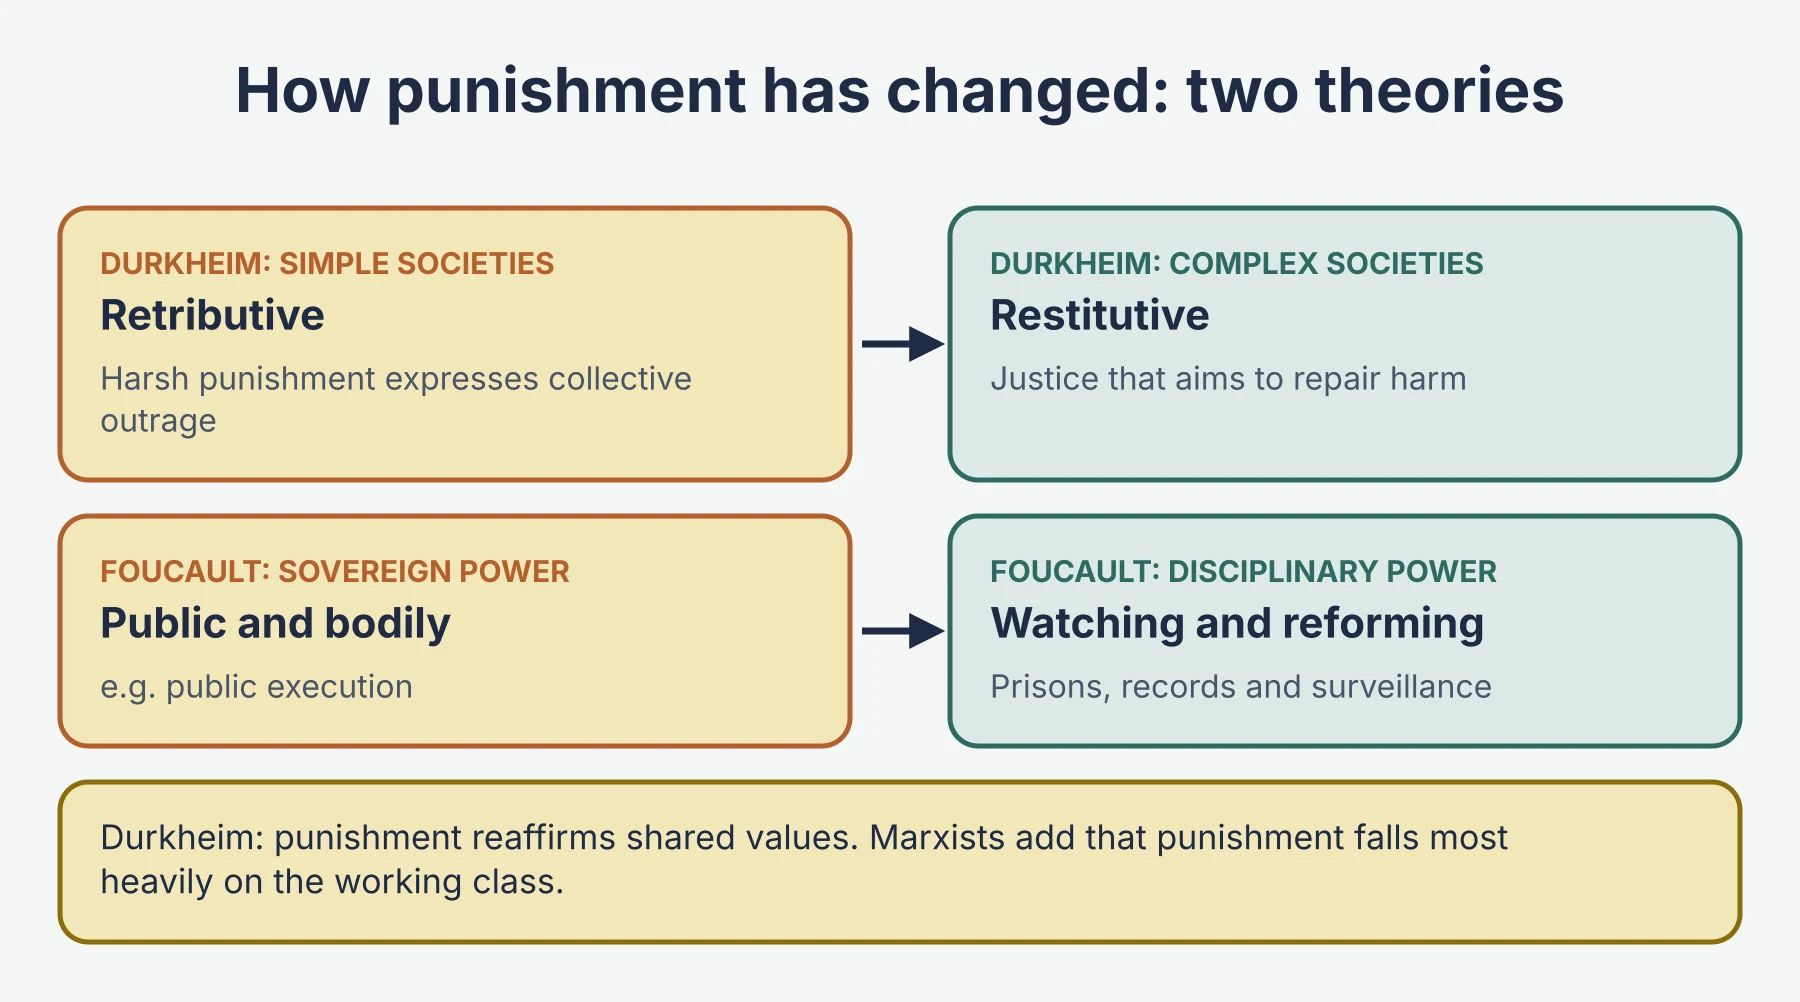 How punishment has changed: two theories
DURKHEIM: SIMPLE SOCIETIES
Retributive
Harsh punishment expresses collective
outrage
DURKHEIM: COMPLEX SOCIETIES
Restitutive
Justice that aims to repair harm
FOUCAULT: SOVEREIGN POWER
Public and bodily
e.g. public execution
FOUCAULT: DISCIPLINARY POWER
Watching and reforming
Prisons, records and surveillance
Durkheim: punishment reaffirms shared values. Marxists add that punishment falls most
heavily on the working class.